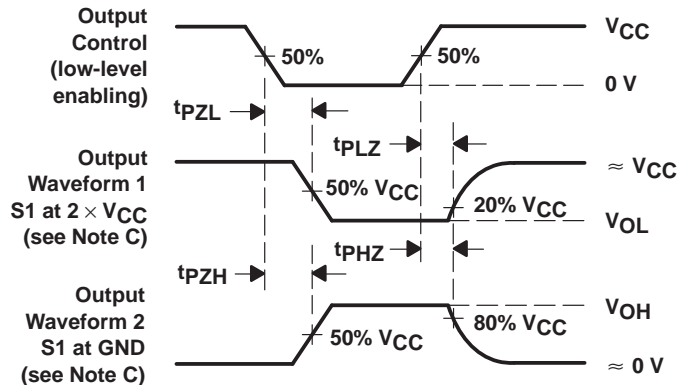 Output
Control
(low-level
enabling)
50%
50%
VCC
0 V
tPZL
tPLZ
Output
Waveform 1
S1 at 2 × VCC
(see Note C)
50% VCC
20% VCC
≈ VCC
VOL
tPZH
tPHZ
Output
Waveform 2
S1 at GND
(see Note C)
50% VCC
80% VCC
VOH
≈ 0 V